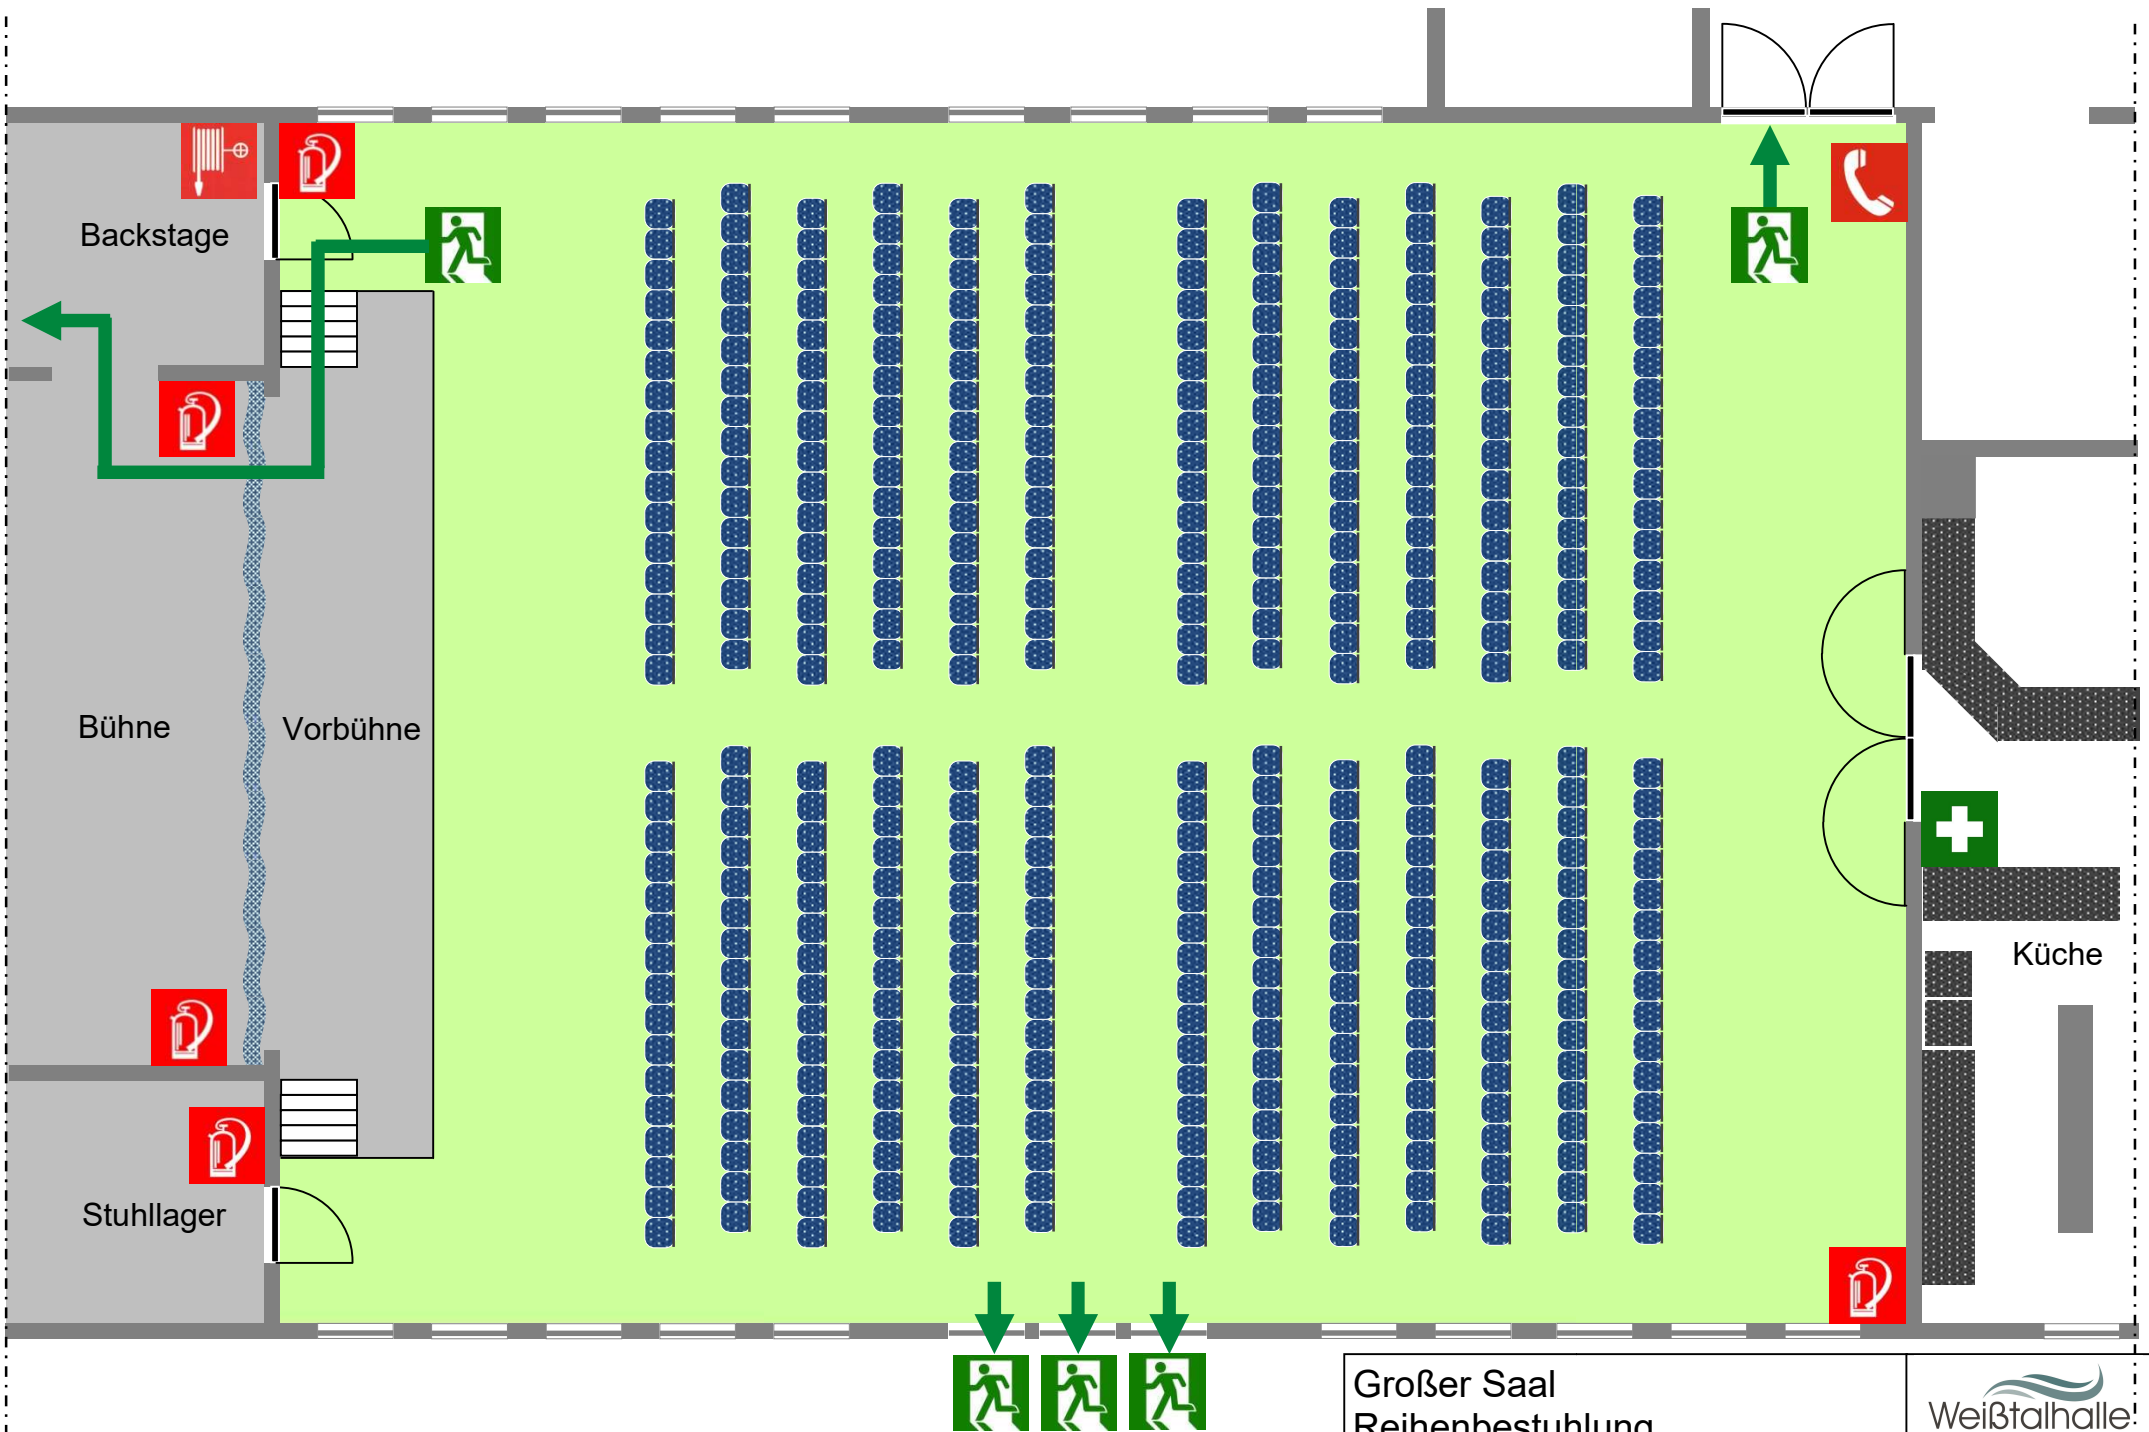 Backstage
Bühne
Vorbühne
Küche
Stuhllager
Großer Saal
Reihenbestuhlung
Weißtalhalle